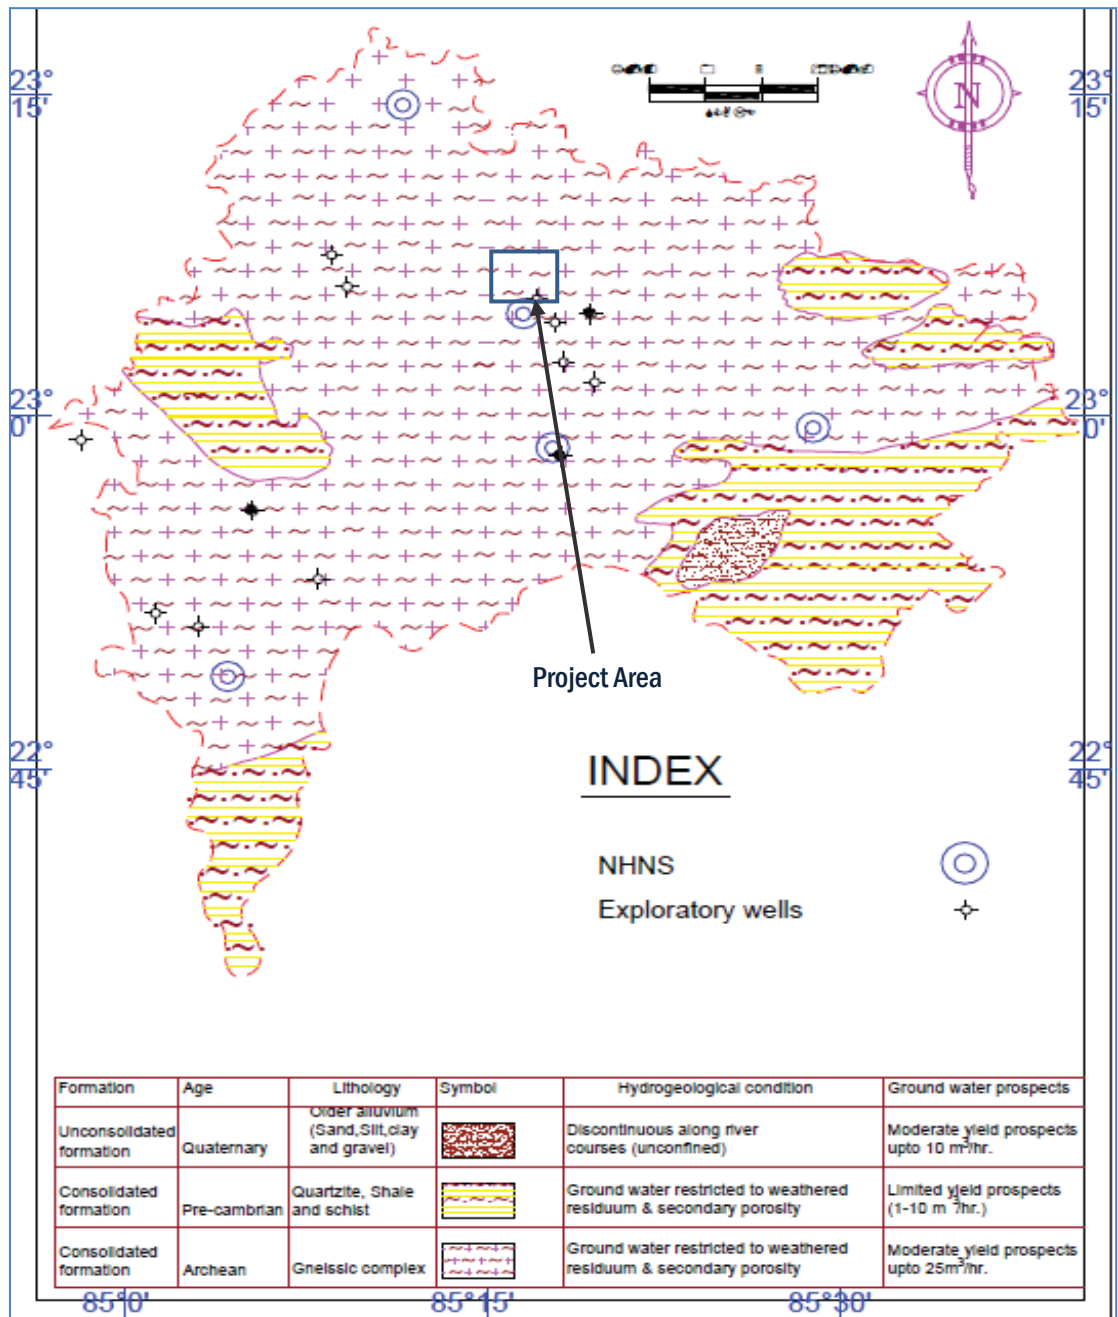 23° 23°
15' 15'
N
23° 23°
0' 0'
Project Area
22° 22°
45' 45'
INDEX
NHNS
Exploratory wells
Formation Age Lithology Symbol Hydrogeological condition Ground water prospects
Unconsolidated formation Quaternary Older alluvium (Sand,Silt,clay and gravel) Discontinuous along river courses (unconfined) Moderate yield prospects upto 10 m³/hr.
Consolidated formation Pre-cambrian Quartzite, Shale and schist Ground water restricted to weathered residuum & secondary porosity Limited yield prospects (1-10 m³/hr.)
Consolidated formation Archean Gneissic complex Ground water restricted to weathered residuum & secondary porosity Moderate yield prospects upto 25m³/hr.
85°0' 85°15' 85°30'